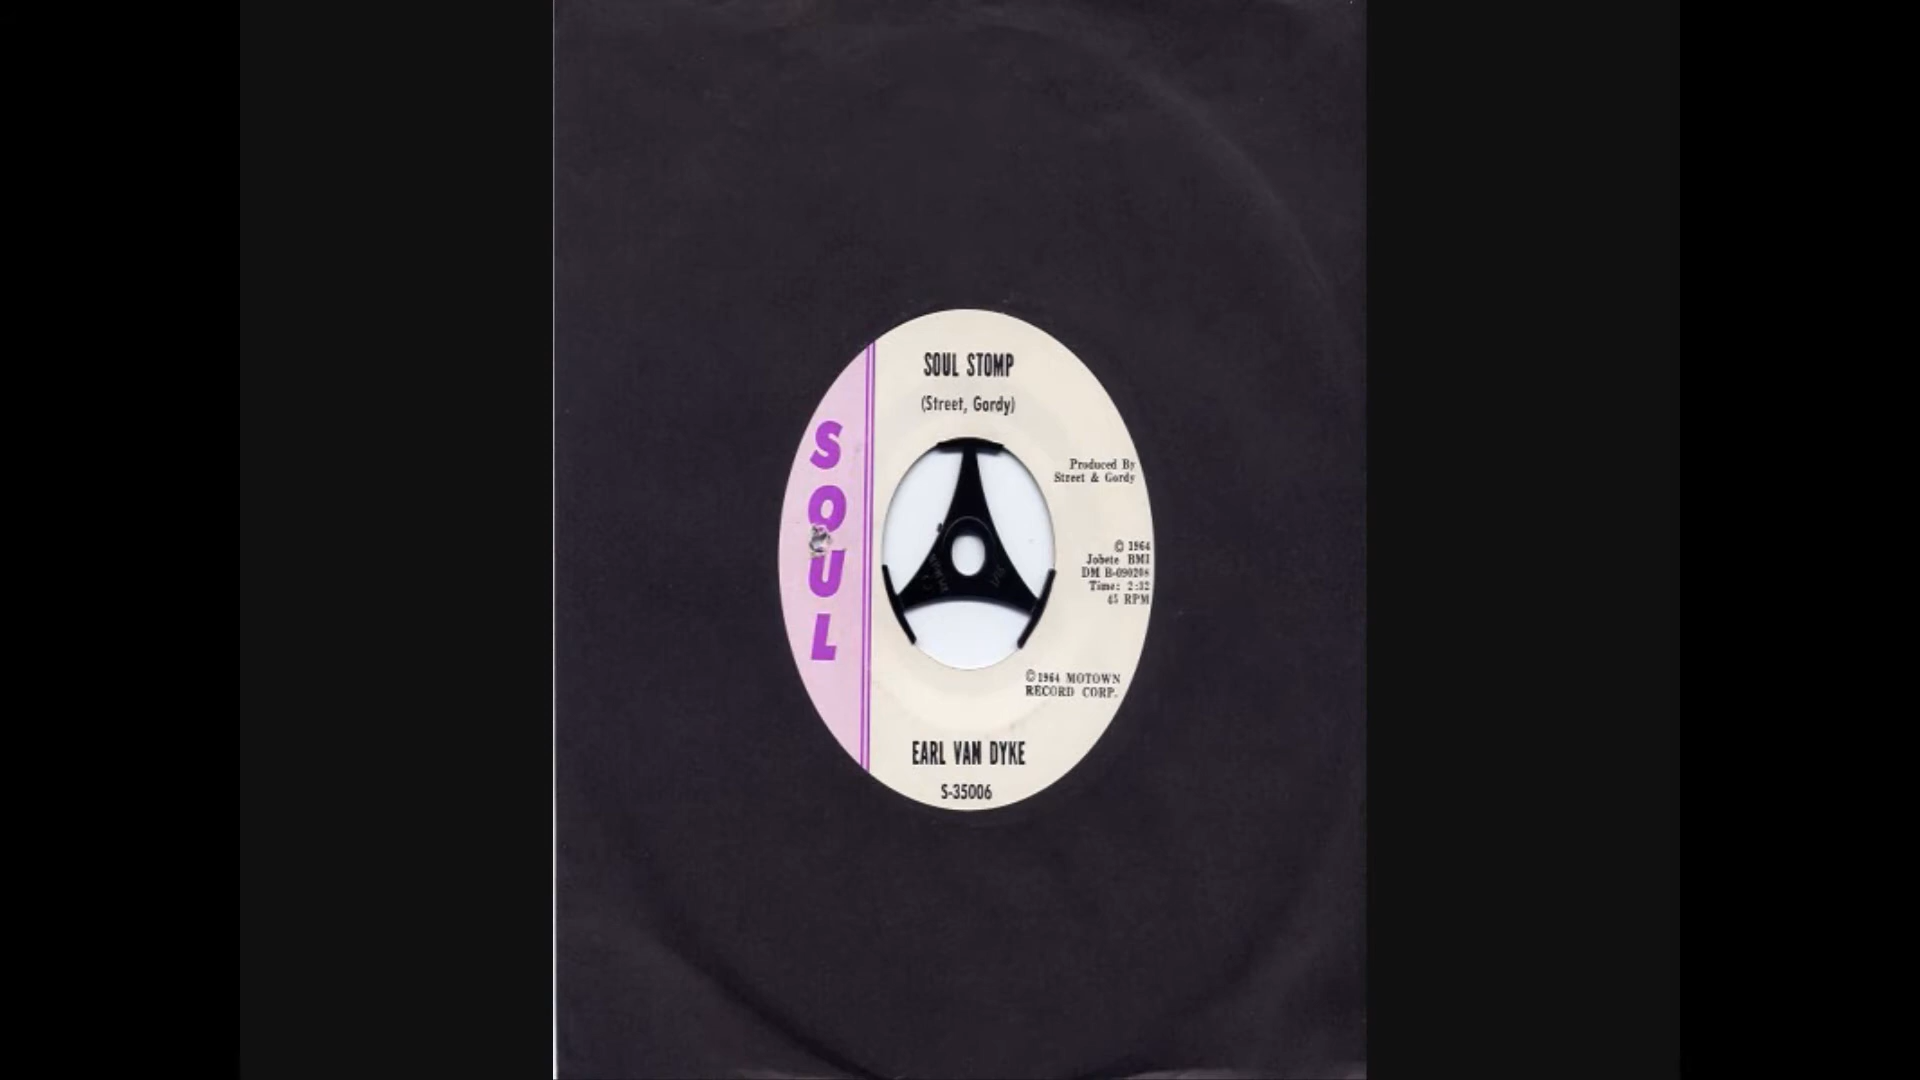 SOUL STOMP
(Street, Gordy)
SOUL
Produced By
Street & Gordy
© 1964
Jobete BMI
DM B-090208
Time: 2:32
45 RPM
© 1964 MOTOWN
RECORD CORP.
EARL VAN DYKE
S-35006